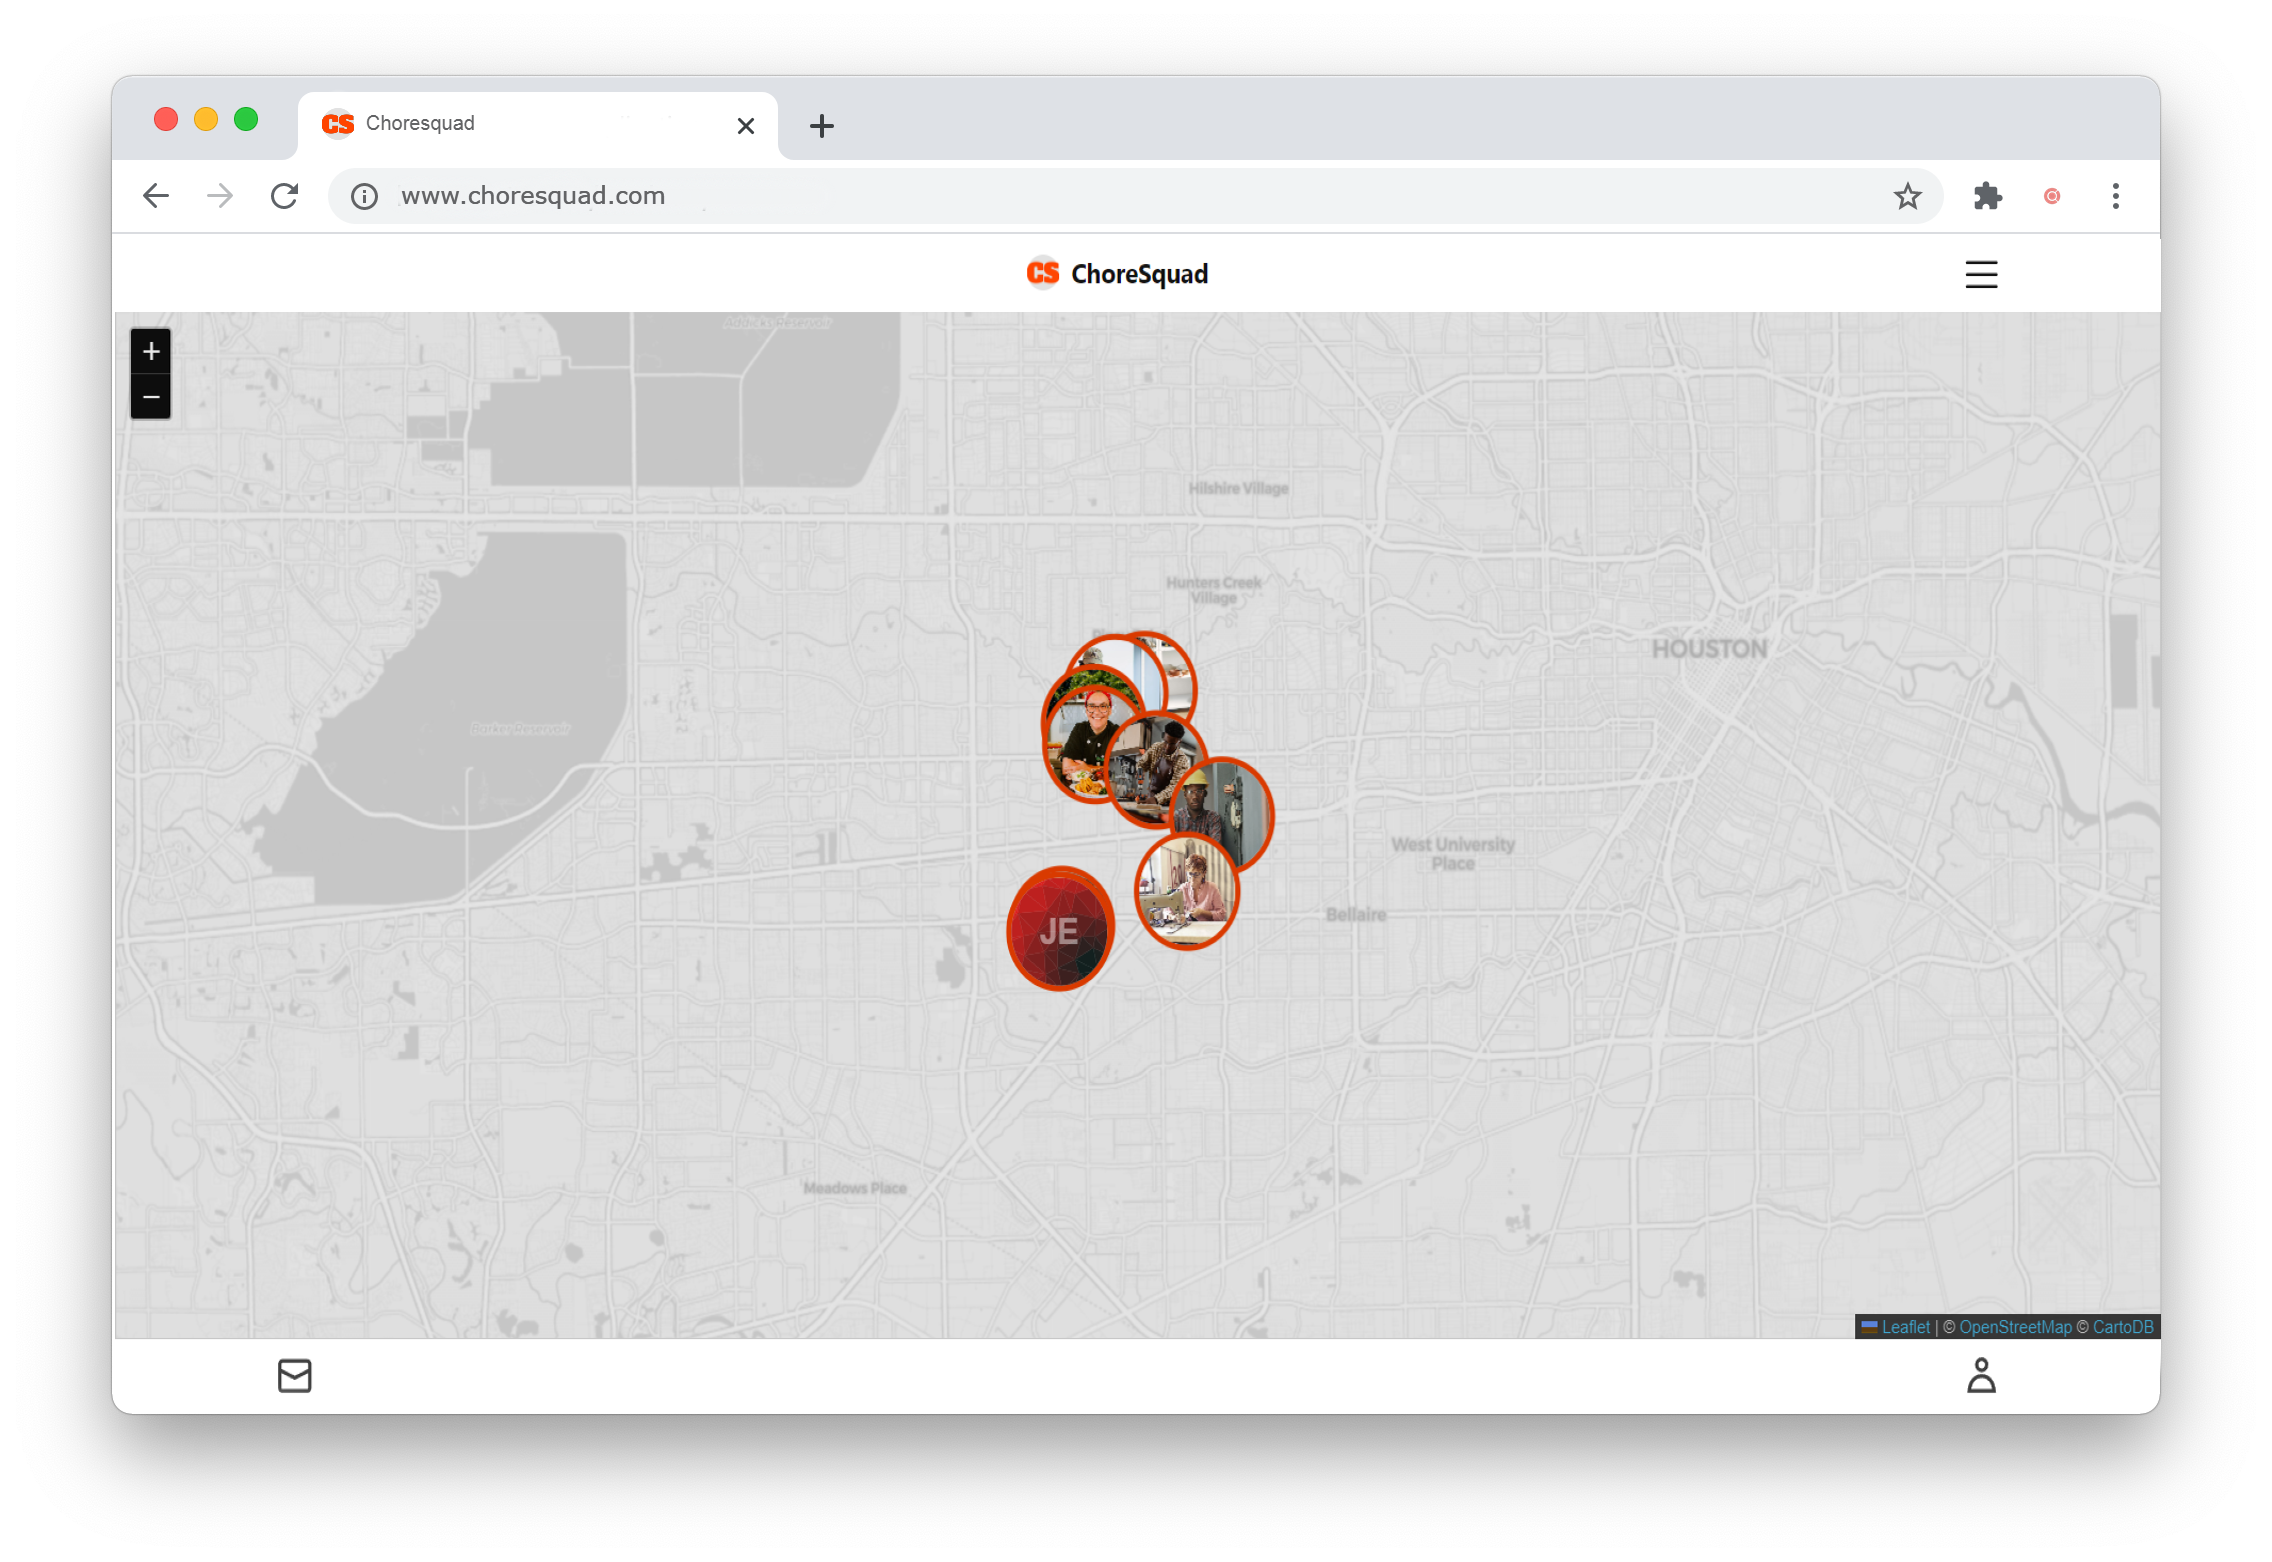 CS Choresquad
www.choresquad.com
CS ChoreSquad
+
−
Addicks Reservoir
Hilshire Village
Hunters Creek
Village
HOUSTON
Barker Reservoir
West University
Place
Bellaire
JE
Meadows Place
Leaflet | © OpenStreetMap © CartoDB